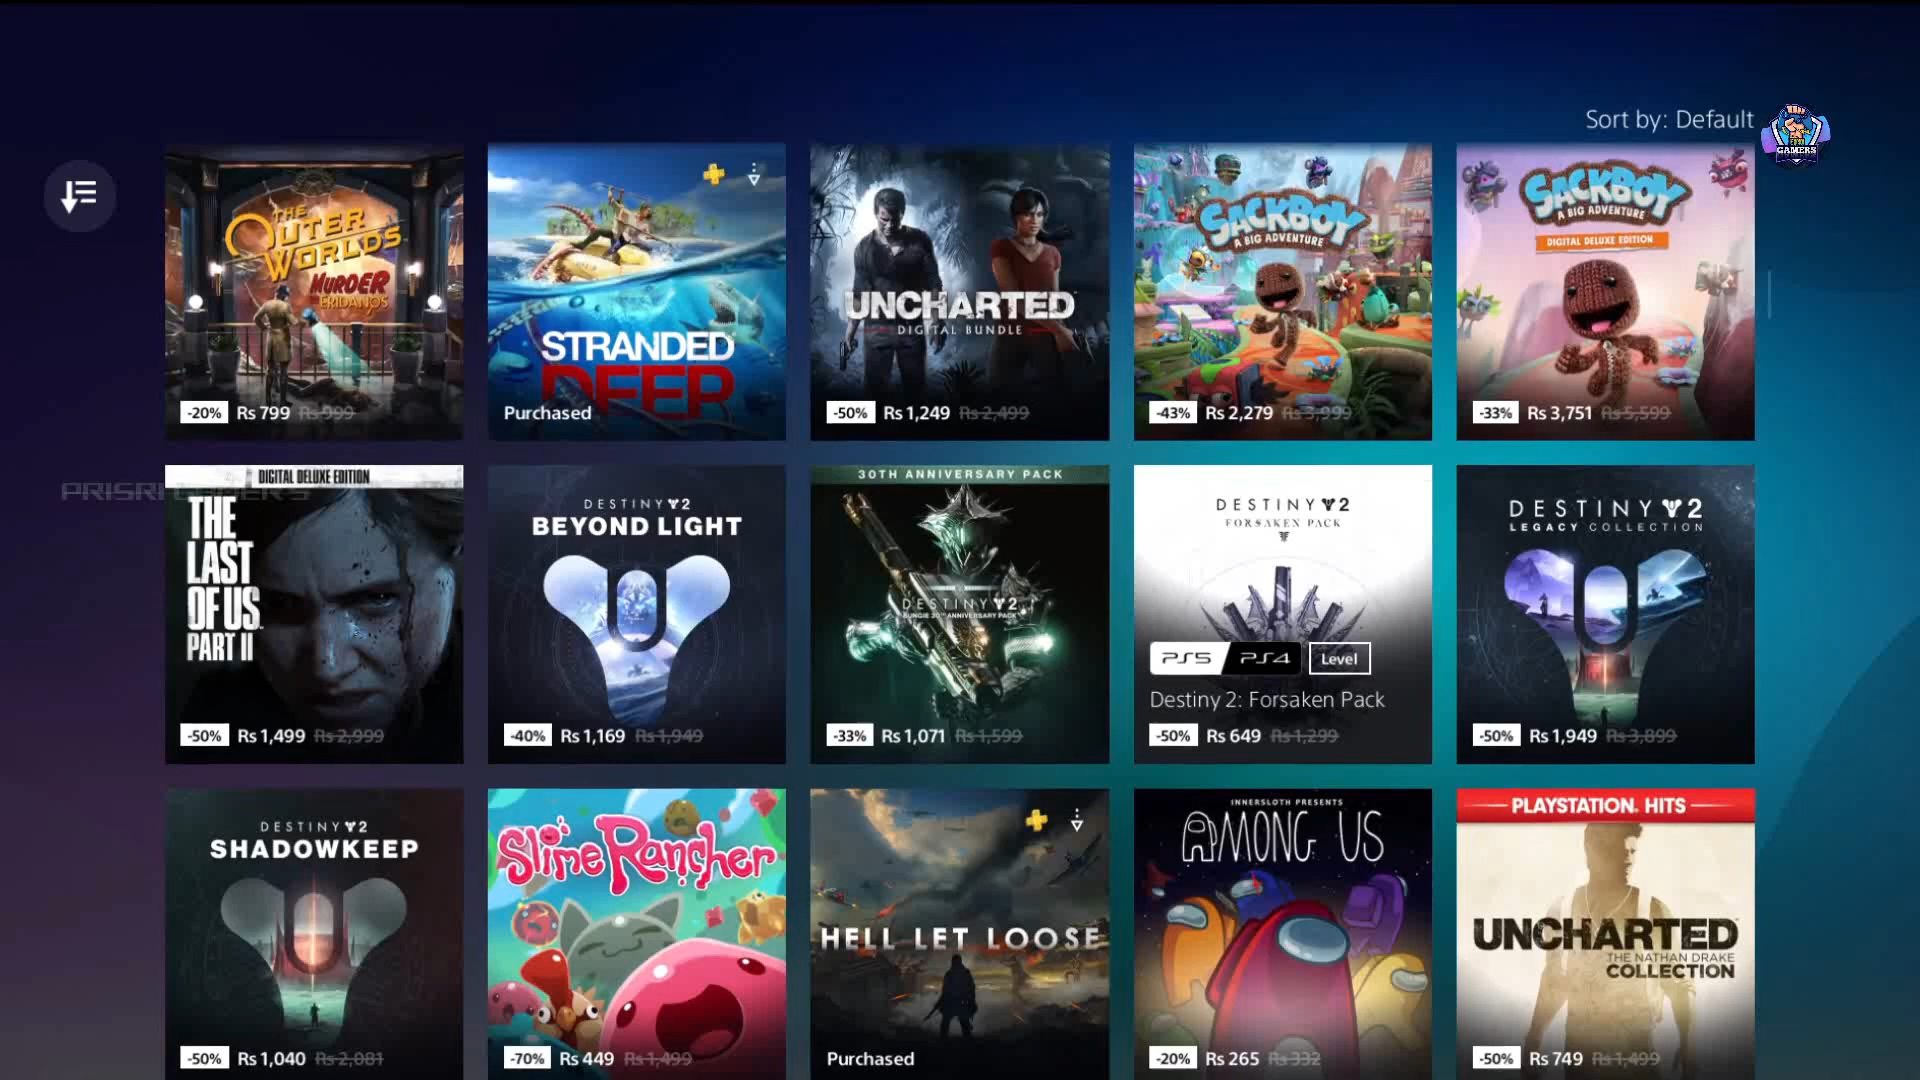 Sort by: Default
GAMERS
THE
OUTER
WORLDS
MURDER
ERIDANOS
-20% Rs 799 Rs 999
STRANDED
DEEP
Purchased
UNCHARTED
DIGITAL BUNDLE
-50% Rs 1,249 Rs 2,499
SACKBOY
A BIG ADVENTURE
-43% Rs 2,279 Rs 3,999
SACKBOY
A BIG ADVENTURE
DIGITAL DELUXE EDITION
-33% Rs 3,751 Rs 5,599
PRISRI GAMERS
DIGITAL DELUXE EDITION
THE
LAST
OF US
PART II
-50% Rs 1,499 Rs 2,999
DESTINY 2
BEYOND LIGHT
-40% Rs 1,169 Rs 1,949
30TH ANNIVERSARY PACK
DESTINY 2
BUNGIE 30TH ANNIVERSARY PACK
-33% Rs 1,071 Rs 1,599
DESTINY 2
FORSAKEN PACK
PS5 PS4 Level
Destiny 2: Forsaken Pack
-50% Rs 649 Rs 1,299
DESTINY 2
LEGACY COLLECTION
-50% Rs 1,949 Rs 3,899
DESTINY 2
SHADOWKEEP
-50% Rs 1,040 Rs 2,081
Slime Rancher
-70% Rs 449 Rs 1,499
HELL LET LOOSE
Purchased
INNERSLOTH PRESENTS
AMONG US
-20% Rs 265 Rs 332
PLAYSTATION HITS
UNCHARTED
THE NATHAN DRAKE
COLLECTION
-50% Rs 749 Rs 1,499